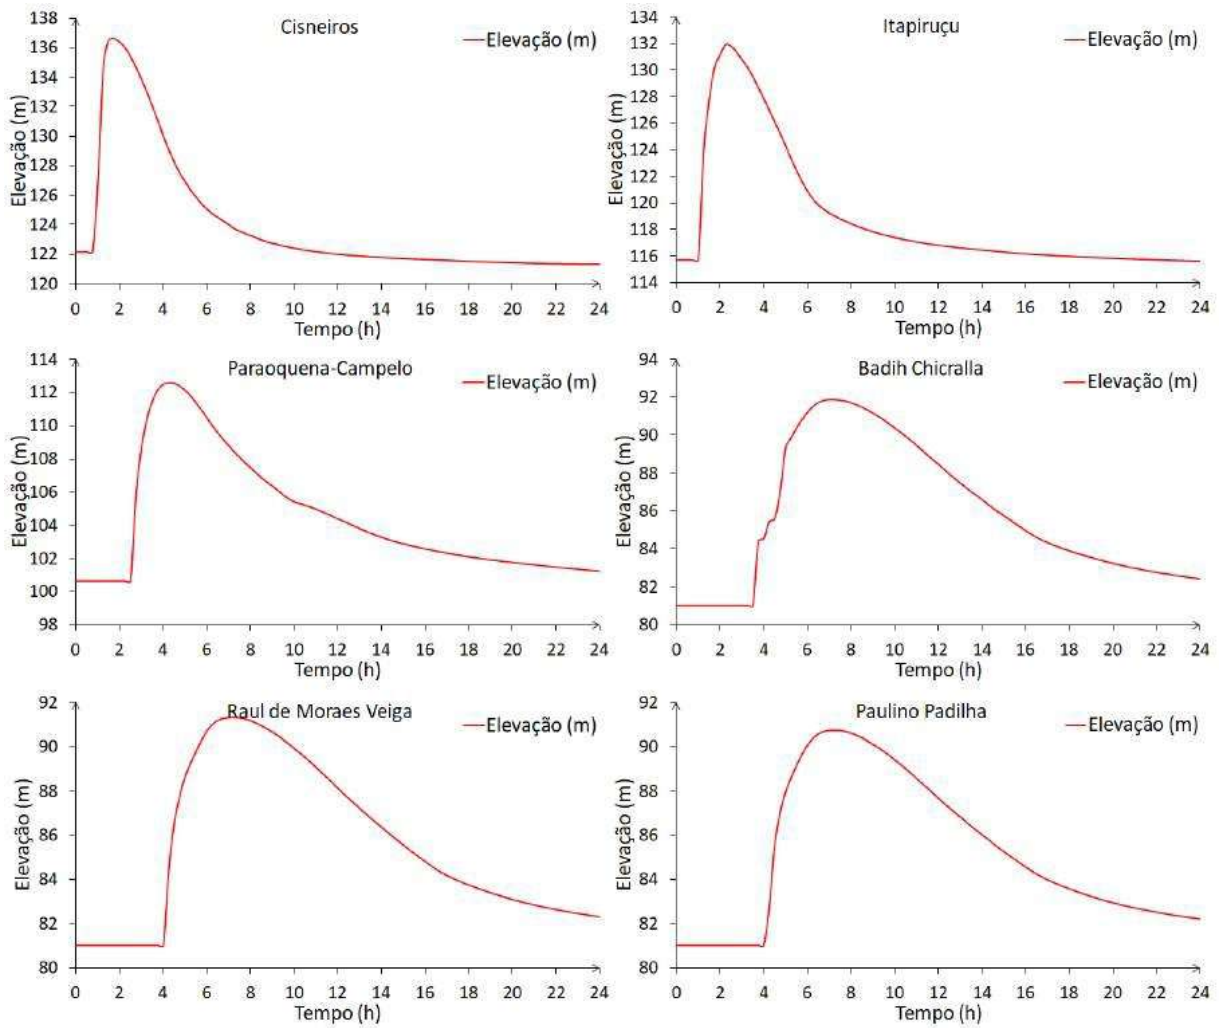 Cisneiros
Elevação (m)
138
136
134
132
130
128
126
124
122
120
Elevação (m)
0 2 4 6 8 10 12 14 16 18 20 22 24
Tempo (h)
Itapiruçu
Elevação (m)
134
132
130
128
126
124
122
120
118
116
114
Elevação (m)
0 2 4 6 8 10 12 14 16 18 20 22 24
Tempo (h)
Paraoquena-Campelo
Elevação (m)
114
112
110
108
106
104
102
100
98
Elevação (m)
0 2 4 6 8 10 12 14 16 18 20 22 24
Tempo (h)
Badih Chicralla
Elevação (m)
94
92
90
88
86
84
82
80
Elevação (m)
0 2 4 6 8 10 12 14 16 18 20 22 24
Tempo (h)
Raul de Moraes Veiga
Elevação (m)
92
90
88
86
84
82
80
Elevação (m)
0 2 4 6 8 10 12 14 16 18 20 22 24
Tempo (h)
Paulino Padilha
Elevação (m)
92
90
88
86
84
82
80
Elevação (m)
0 2 4 6 8 10 12 14 16 18 20 22 24
Tempo (h)